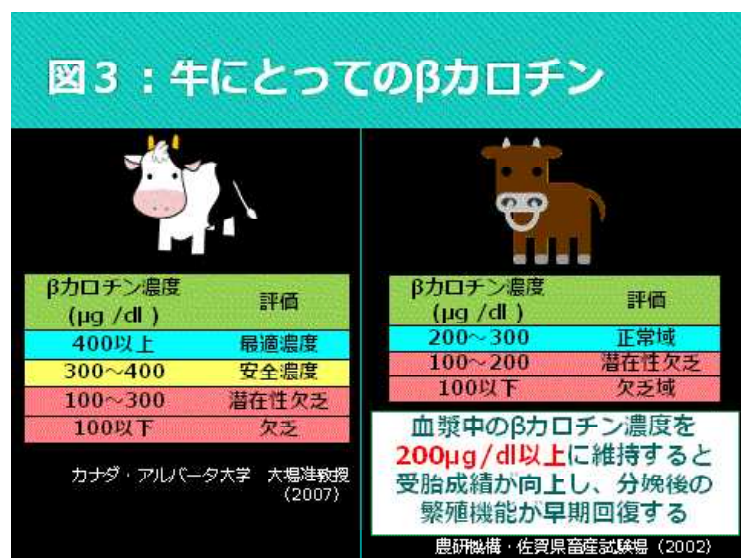 図3：牛にとってのβカロチン
βカロチン濃度
(μg /dl ) 評価
400以上 最適濃度
300～400 安全濃度
100～300 潜在性欠乏
100以下 欠乏
カナダ・アルバータ大学 大場准教授
(2007)
βカロチン濃度
(μg /dl ) 評価
200～300 正常域
100～200 潜在性欠乏
100以下 欠乏域
血漿中のβカロチン濃度を
200μg/dl以上に維持すると
受胎成績が向上し、分娩後の
繁殖機能が早期回復する
農研機構・佐賀県畜産試験場（2002）